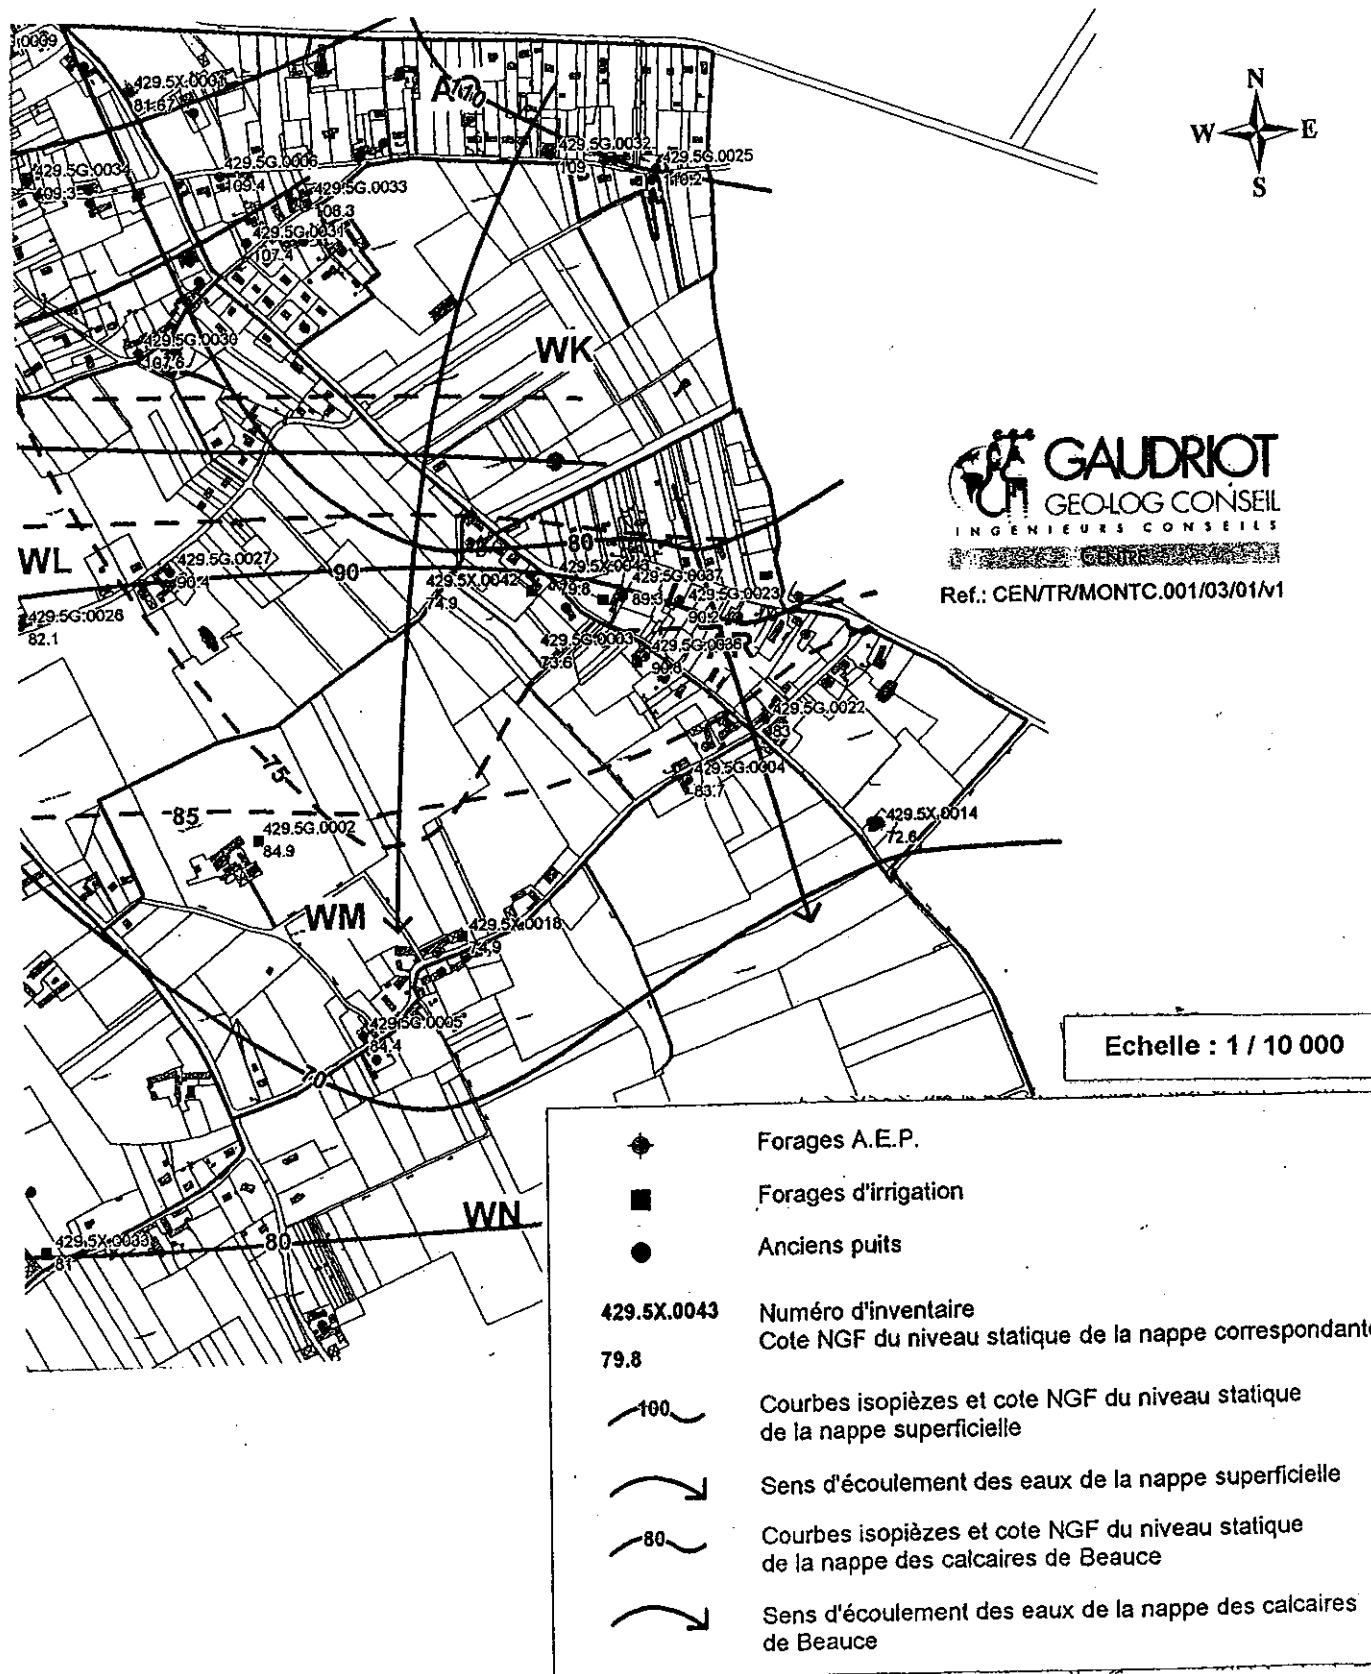 .0009
429.5X.000
81.67
A
110
N
W
E
S
429.5G.0034
109.3
429.5G.0006
109.4
429.5G.0033
108.3
429.5G.0031
107.4
429.5G.0032
109
429.5G.0025
110.2
429.5G.0030
107.6
WK
GAUDRIOT
GEO-LOG CONSEIL
INGENIEURS CONSEILS
CENTRE
Ref.: CEN/TR/MONTC.001/03/01/v1
WL
429.5G.0027
90.4
90
80
429.5X.0042
74.9
429.5X.0043
79.8
429.5G.0037
89.3
429.5G.0023
90.2
429.5G.0026
82.1
429.5G.0003
73.6
429.5G.0036
90.8
429.5G.0022
83
75
429.5G.0004
83.7
85
429.5G.0002
84.9
429.5X.0014
72.6
WM
429.5X.0018
74.9
429.5G.0005
84.4
70
Echelle : 1 / 10 000
WN
429.5X.0033
81
80
Forages A.E.P.
Forages d'irrigation
Anciens puits
429.5X.0043 Numéro d'inventaire
Cote NGF du niveau statique de la nappe correspondante
79.8
100 Courbes isopièzes et cote NGF du niveau statique
de la nappe superficielle
Sens d'écoulement des eaux de la nappe superficielle
80 Courbes isopièzes et cote NGF du niveau statique
de la nappe des calcaires de Beauce
Sens d'écoulement des eaux de la nappe des calcaires
de Beauce